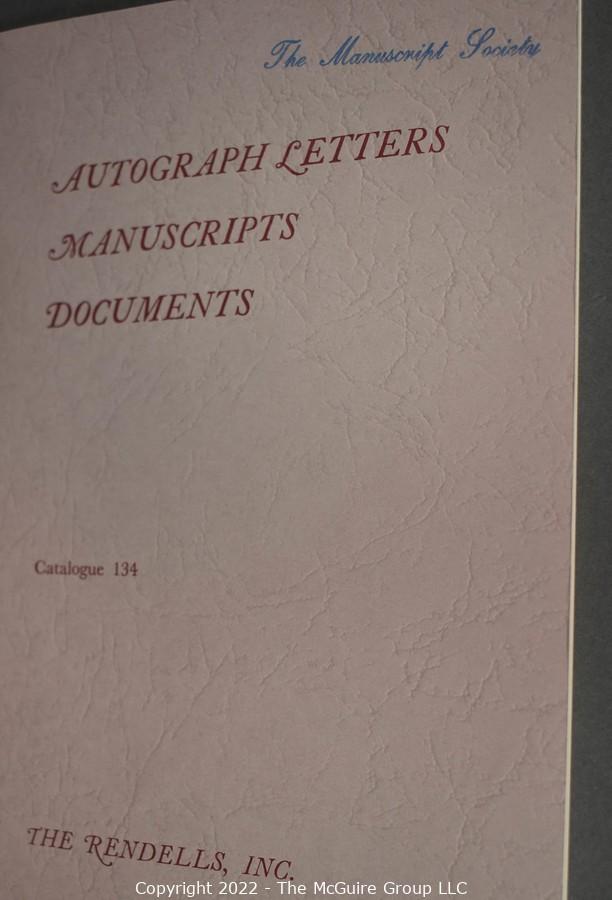 The Manuscript Society
AUTOGRAPH LETTERS
MANUSCRIPTS
DOCUMENTS
Catalogue 134
THE RENDELLS, INC.
Copyright 2022 - The McGuire Group LLC